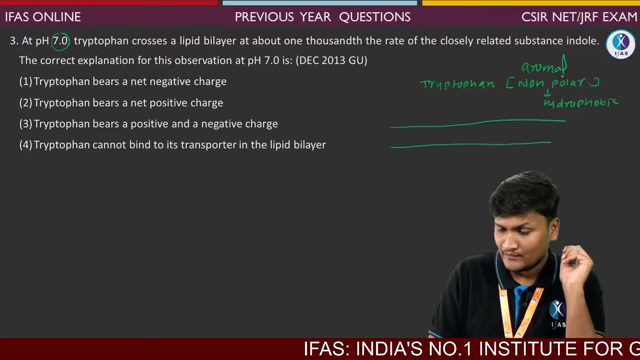 IFAS ONLINE PREVIOUS YEAR QUESTIONS CSIR NET/JRF EXAM
3. At pH 7.0 tryptophan crosses a lipid bilayer at about one thousandth the rate of the closely related substance indole.
The correct explanation for this observation at pH 7.0 is: (DEC 2013 GU)
(1) Tryptophan bears a net negative charge
(2) Tryptophan bears a net positive charge
(3) Tryptophan bears a positive and a negative charge
(4) Tryptophan cannot bind to its transporter in the lipid bilayer
aroma
Tryptophan [Non polar.]
Hydrophobic
IFAS
IFAS
IFAS: INDIA'S NO.1 INSTITUTE FOR G